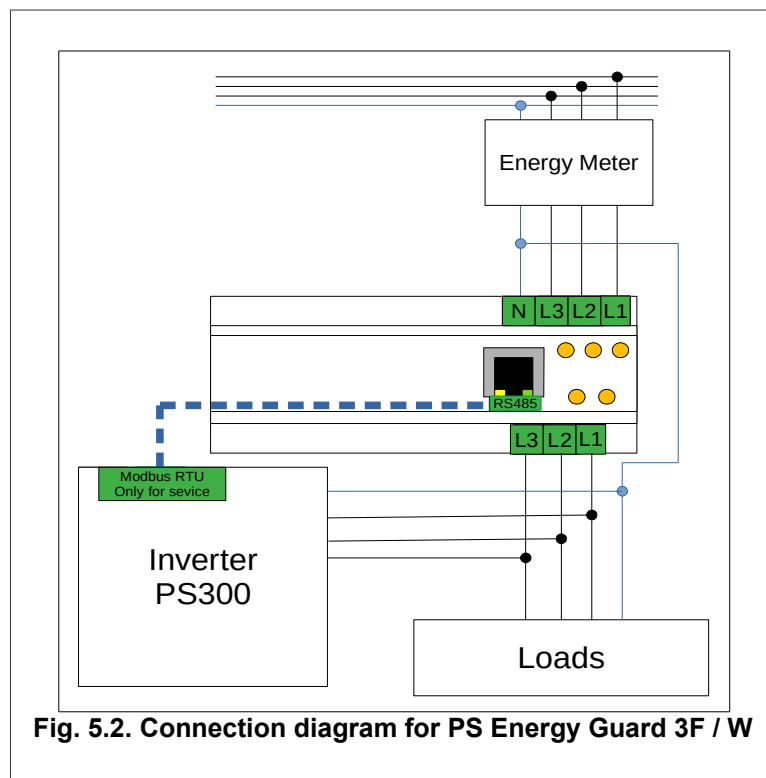 Energy Meter
N L3 L2 L1
RS485
L3 L2 L1
Modbus RTU
Only for sevice
Inverter
PS300
Loads
Fig. 5.2. Connection diagram for PS Energy Guard 3F / W